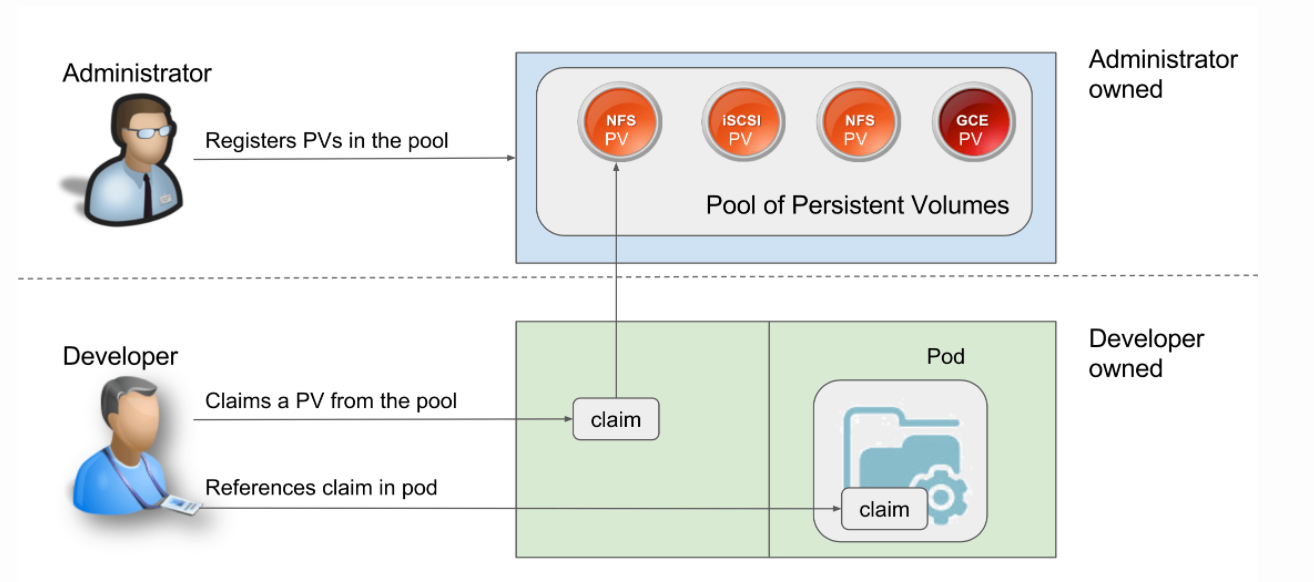 Administrator
Registers PVs in the pool
NFS
PV
iSCSI
PV
NFS
PV
GCE
PV
Pool of Persistent Volumes
Administrator
owned
Developer
Claims a PV from the pool
claim
References claim in pod
Pod
claim
Developer
owned